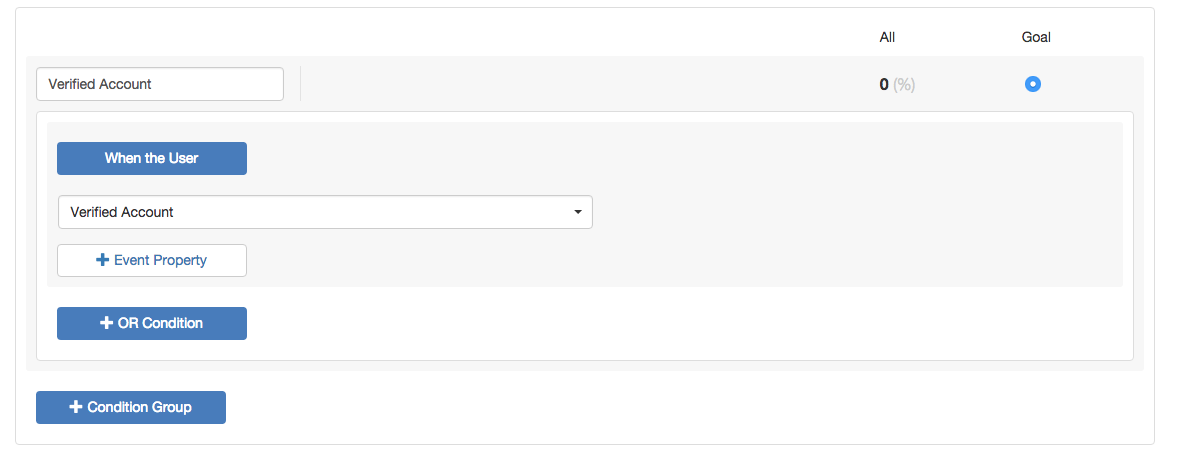 All Goal
Verified Account 0 (%)
When the User
Verified Account
Event Property
OR Condition
Condition Group